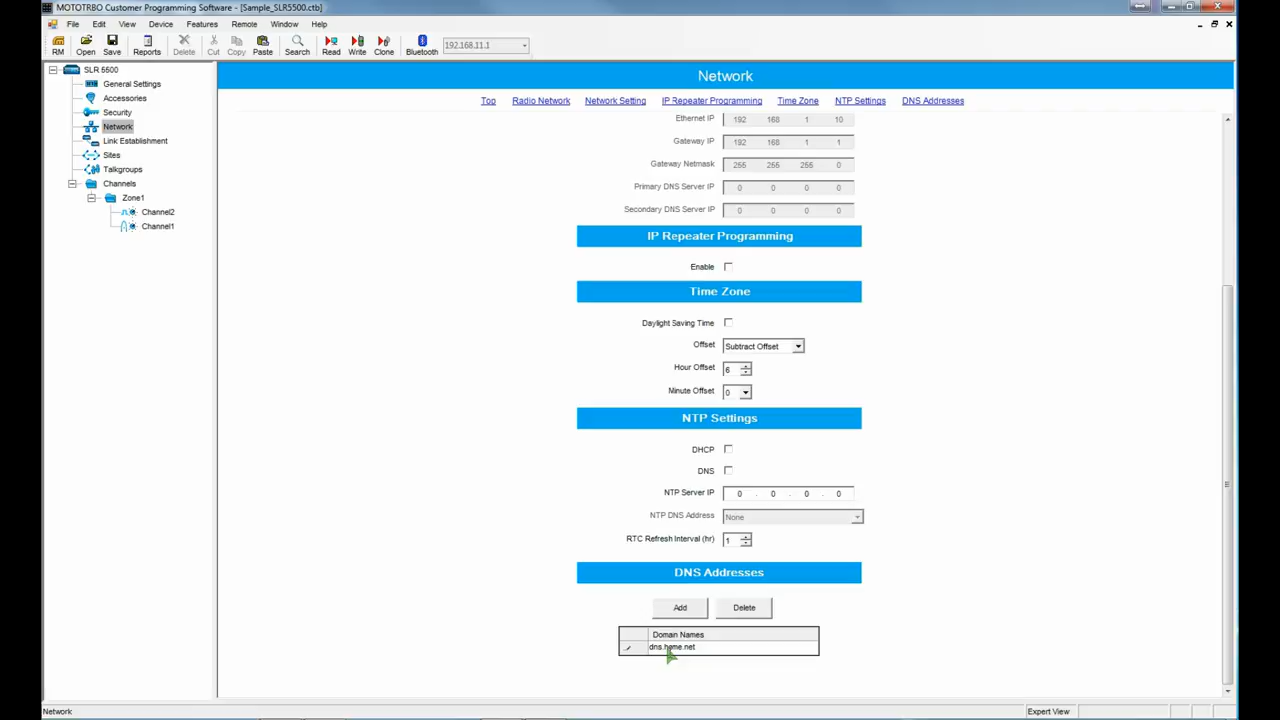 MOTOTRBO Customer Programming Software - [Sample_SLR5500.ctb]
File Edit View Device Features Remote Window Help
RM Open Save Reports Delete Cut Copy Paste Search Read Write Clone Bluetooth 192.168.11.1
SLR 5500
General Settings
Accessories
Security
Network
Link Establishment
Sites
Talkgroups
Channels
Zone1
Channel2
Channel1
Network
Top Radio Network Network Setting IP Repeater Programming Time Zone NTP Settings DNS Addresses
Ethernet IP 192 168 1 10
Gateway IP 192 168 1 1
Gateway Netmask 255 255 255 0
Primary DNS Server IP 0 0 0 0
Secondary DNS Server IP 0 0 0 0
IP Repeater Programming
Enable
Time Zone
Daylight Saving Time
Offset Subtract Offset
Hour Offset 6
Minute Offset 0
NTP Settings
DHCP
DNS
NTP Server IP 0 . 0 . 0 . 0
NTP DNS Address None
RTC Refresh Interval (hr) 1
DNS Addresses
Add Delete
Domain Names
dns.home.net
Network Expert View